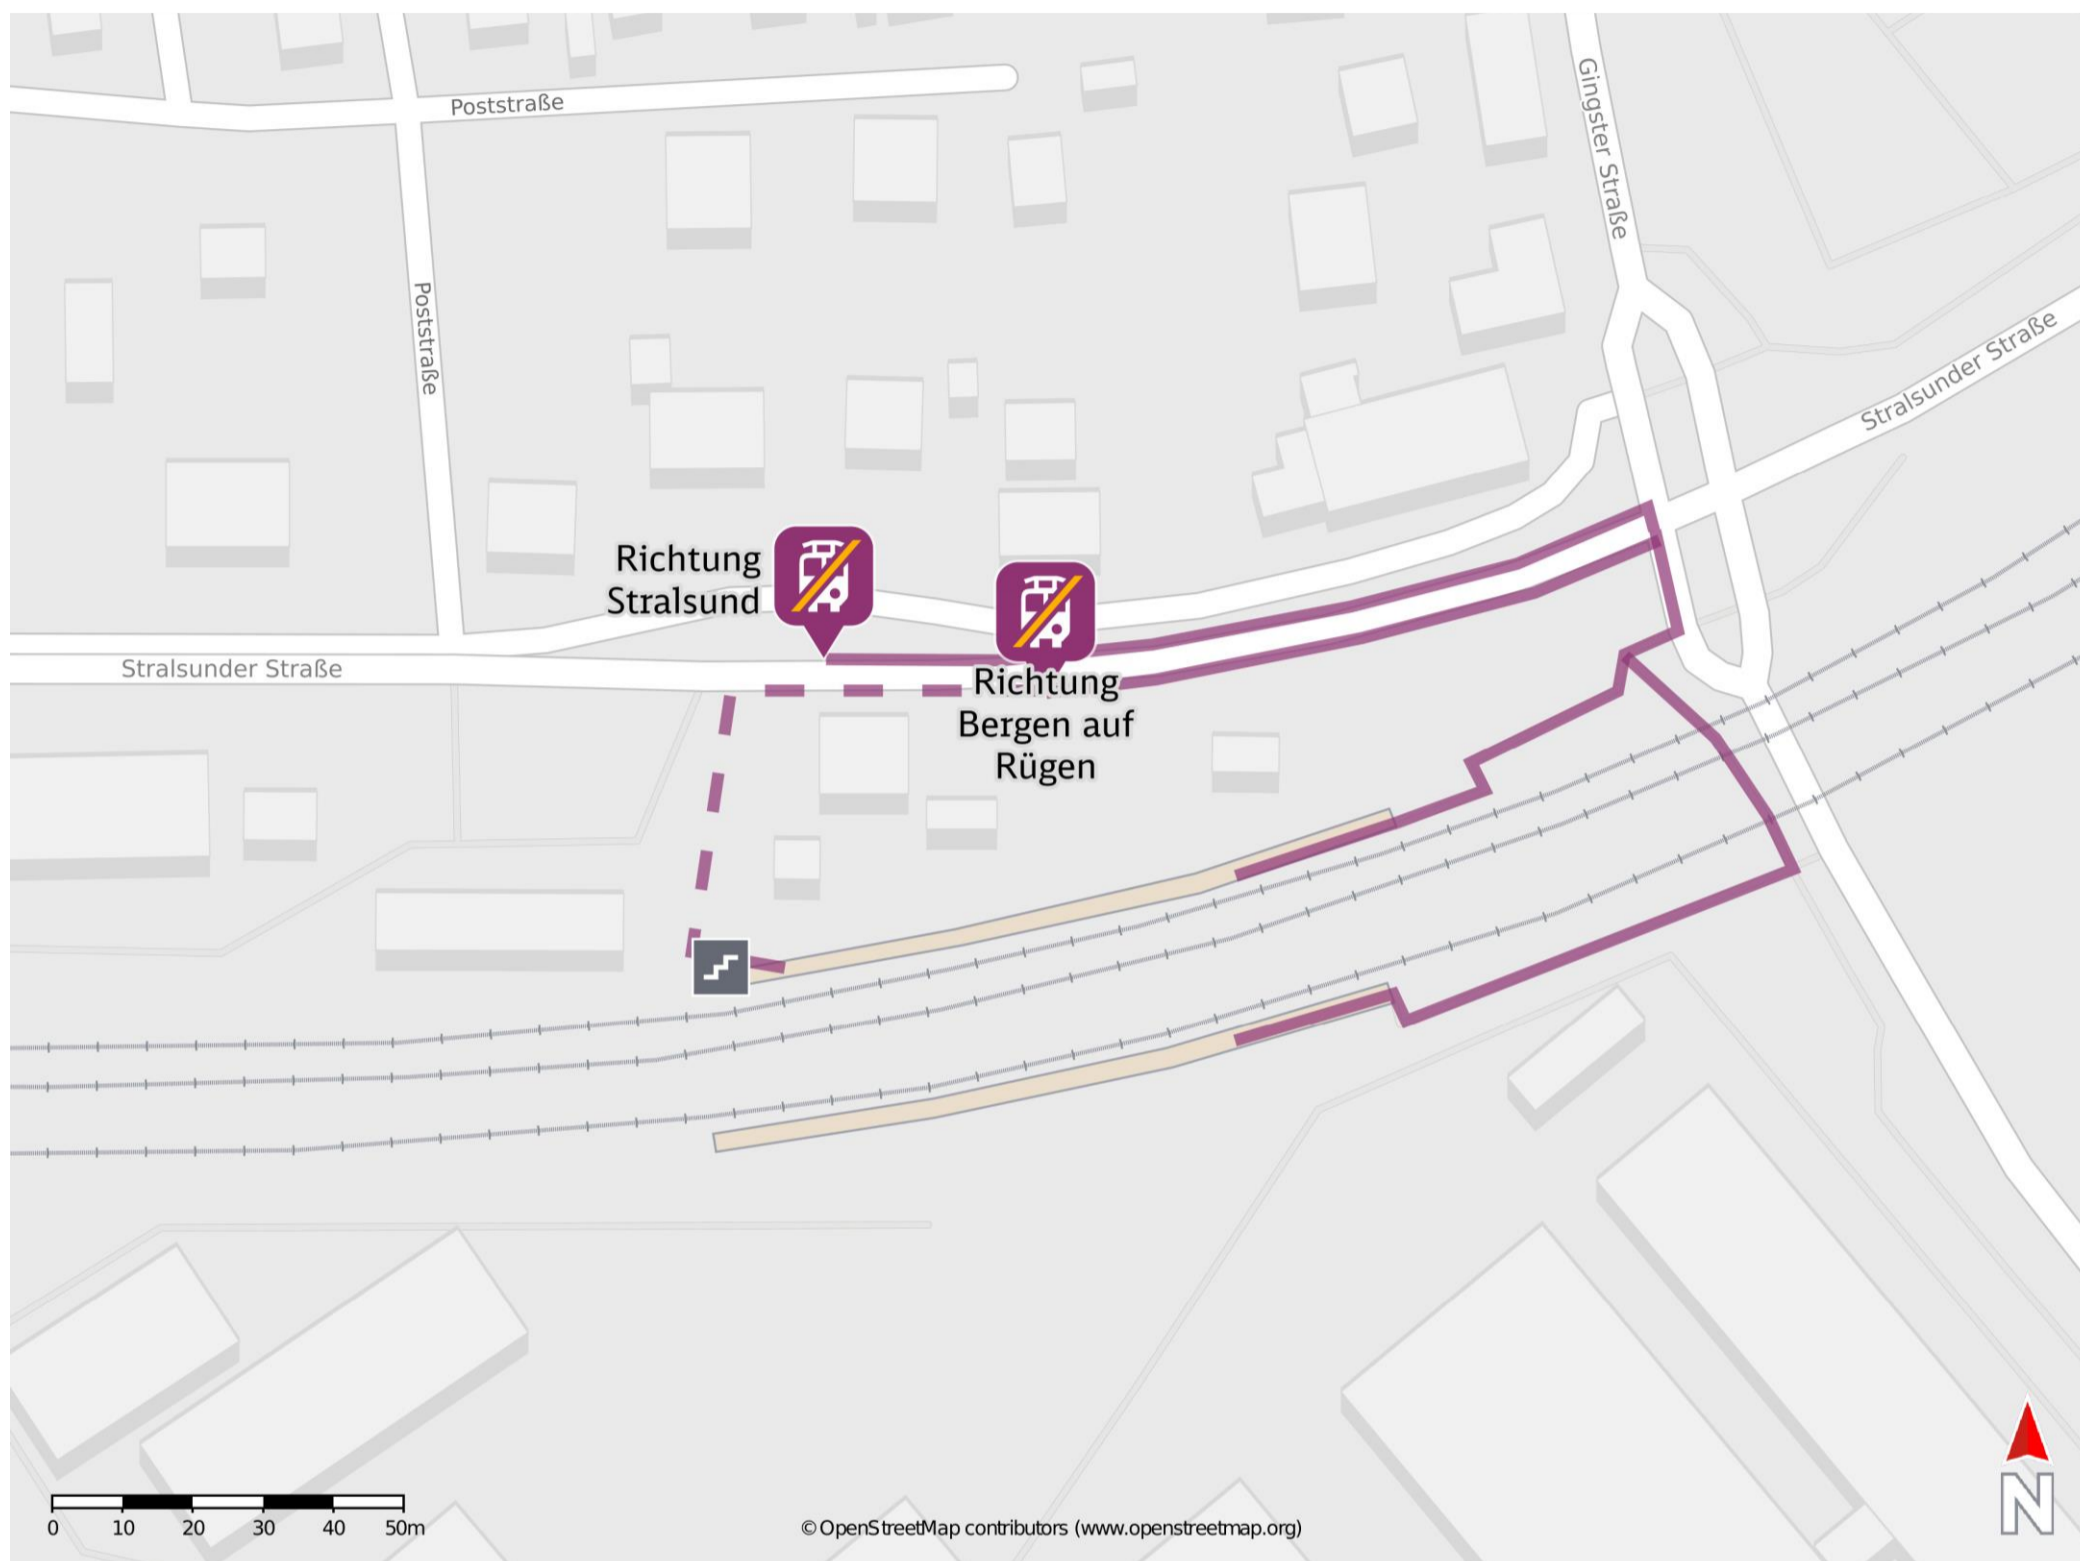 Poststraße
Gingster Straße
Poststraße
Stralsunder Straße
Richtung
Stralsund
Stralsunder Straße
Richtung
Bergen auf
Rügen
N
0 10 20 30 40 50m
© OpenStreetMap contributors (www.openstreetmap.org)